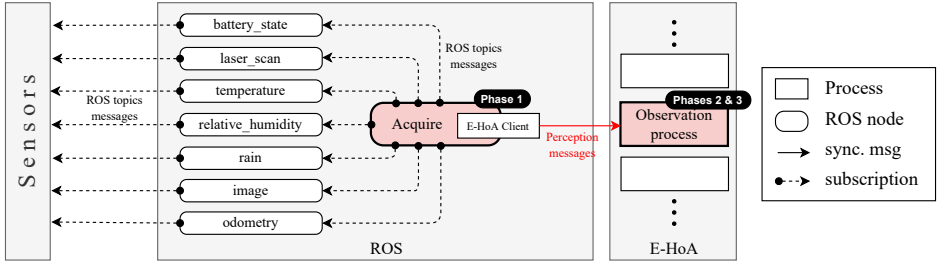 Sensors
ROS topics
messages
battery_state
laser_scan
temperature
relative_humidity
rain
image
odometry
ROS topics
messages
Phase 1
Acquire
E-HoA Client
ROS
Perception
messages
Phases 2 & 3
Observation
process
E-HoA
Process
ROS node
sync. msg
subscription